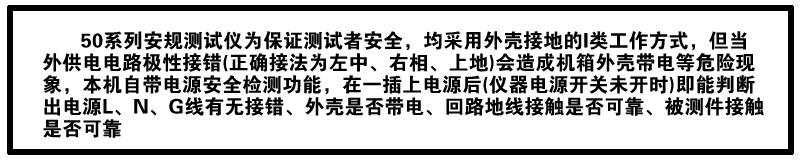 50系列安规测试仪为保证测试者安全，均采用外壳接地的I类工作方式，但当
外供电电路极性接错(正确接法为左中、右相、上地)会造成机箱外壳带电等危险现
象，本机自带电源安全检测功能，在一插上电源后(仪器电源开关未开时)即能判断
出电源L、N、G线有无接错、外壳是否带电、回路地线接触是否可靠、被测件接触
是否可靠